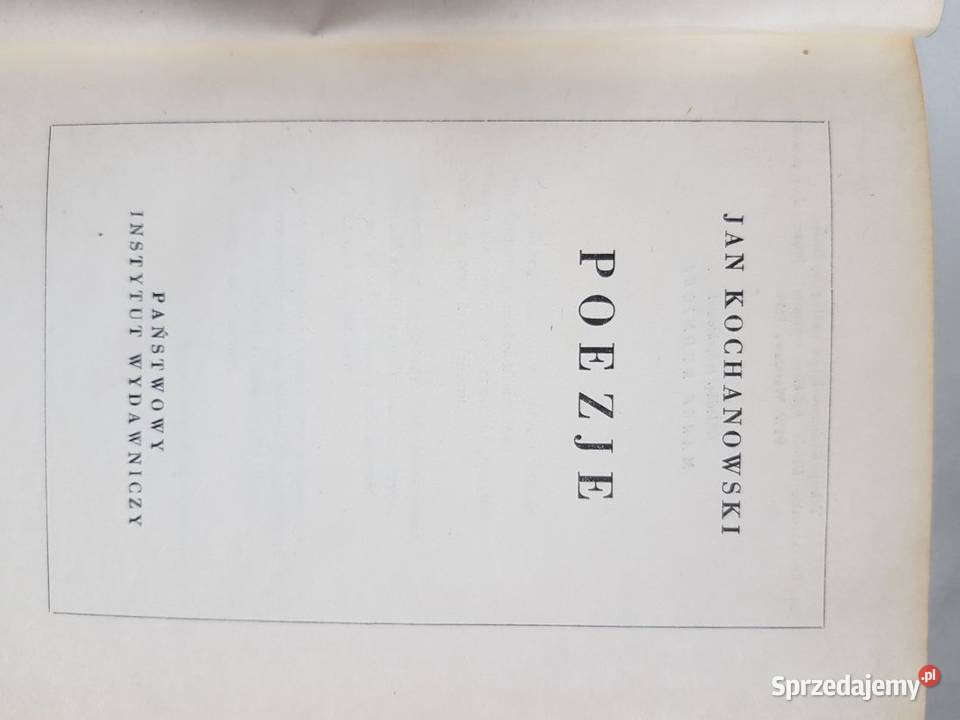 JAN KOCHANOWSKI
POEZJE
PAŃSTWOWY
INSTYTUT WYDAWNICZY
Sprzedajemy.pl